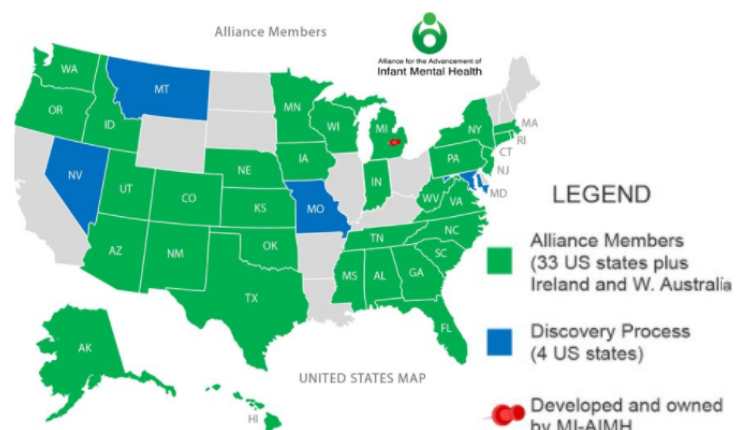 Alliance Members
Alliance for the Advancement of
Infant Mental Health
WA
MT
OR
ID
MN
WI
MI
NY
MA
RI
CT
NJ
MD
PA
NV
UT
CO
NE
IA
IN
WV
VA
KS
MO
AZ
NM
OK
TN
NC
SC
TX
MS
AL
GA
FL
AK
HI
UNITED STATES MAP
LEGEND
Alliance Members
(33 US states plus
Ireland and W. Australia
Discovery Process
(4 US states)
Developed and owned
by MI-AIMH